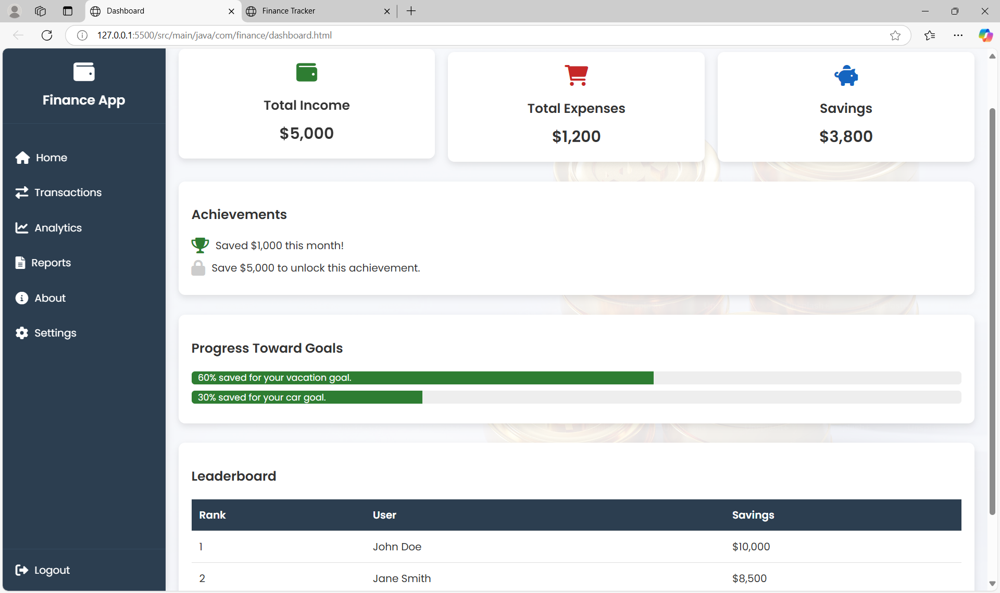 Dashboard
Finance Tracker
127.0.0.1:5500/src/main/java/com/finance/dashboard.html
Finance App
Home
Transactions
Analytics
Reports
About
Settings
Logout
Total Income
$5,000
Total Expenses
$1,200
Savings
$3,800
Achievements
Saved $1,000 this month!
Save $5,000 to unlock this achievement.
Progress Toward Goals
60% saved for your vacation goal.
30% saved for your car goal.
Leaderboard
Rank User Savings
1 John Doe $10,000
2 Jane Smith $8,500